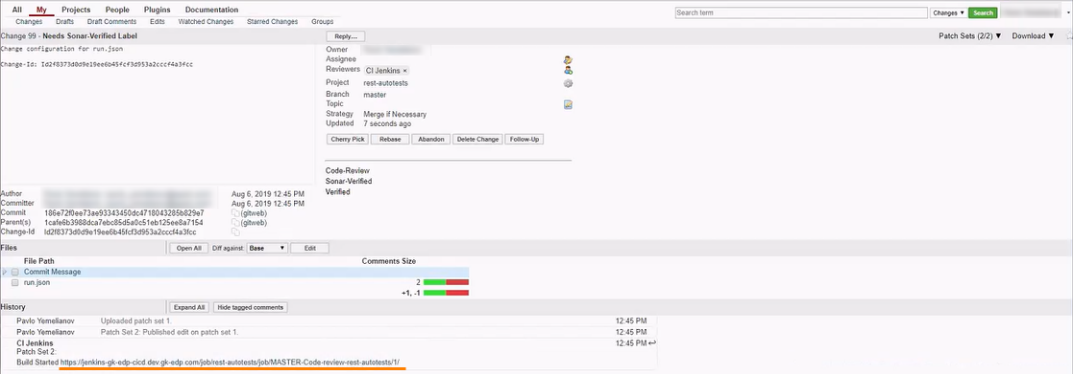 All My Projects People Plugins Documentation
Changes Drafts Draft Comments Edits Watched Changes Starred Changes Groups
Search term Changes ▼ Search
Change 99 - Needs Sonar-Verified Label
Reply... Patch Sets (2/2) ▼ Download ▼
Change configuration for run.json
Change-Id: Id2f8373d0d9e19ee6b45fcf3d953a2cccf4a3fcc
Owner
Assignee
Reviewers CI Jenkins ×
Project rest-autotests
Branch master
Topic
Strategy Merge if Necessary
Updated 7 seconds ago
Cherry Pick Rebase Abandon Delete Change Follow-Up
Code-Review
Sonar-Verified
Verified
Author Aug 6, 2019 12:45 PM
Committer Aug 6, 2019 12:45 PM
Commit 186e72f0ee73ae93343450dc4718043285b829e7 (gitweb)
Parent(s) 1cafe6b3988dca7ebc85d5a0c51eb125ee8a7154 (gitweb)
Change-Id Id2f8373d0d9e19ee6b45fcf3d953a2cccf4a3fcc
Files Open All Diff against: Base ▼ Edit
File Path Comments Size
Commit Message
run.json 2
+1, -1
History Expand All Hide tagged comments
Pavlo Yemelianov Uploaded patch set 1. 12:45 PM
Pavlo Yemelianov Patch Set 2: Published edit on patch set 1. 12:45 PM
CI Jenkins 12:45 PM
Patch Set 2:
Build Started https://jenkins-gk-edp-cicd.dev.gk-edp.com/job/rest-autotests/job/MASTER-Code-review-rest-autotests/1/